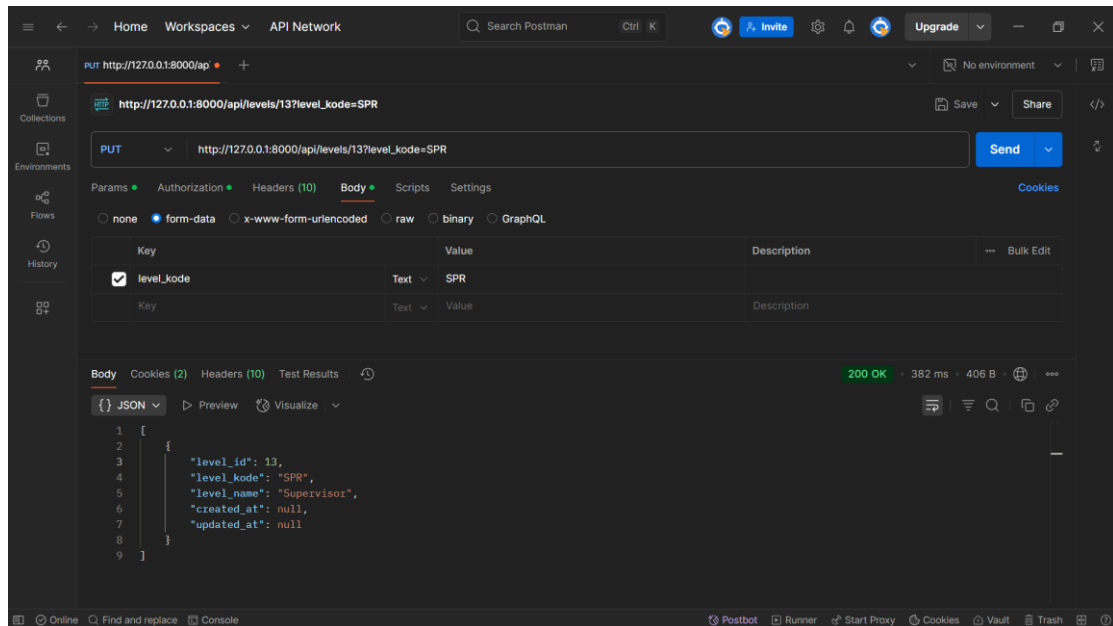 Home Workspaces API Network Search Postman Ctrl K Invite Upgrade
PUT http://127.0.0.1:8000/ap No environment
HTTP http://127.0.0.1:8000/api/levels/13?level_kode=SPR Save Share
Collections
PUT http://127.0.0.1:8000/api/levels/13?level_kode=SPR Send
Environments
Params Authorization Headers (10) Body Scripts Settings Cookies
Flows
none form-data x-www-form-urlencoded raw binary GraphQL
History
Key Value Description Bulk Edit
level_kode Text SPR
Key Text Value Description
Body Cookies (2) Headers (10) Test Results 200 OK 382 ms 406 B
{} JSON Preview Visualize
1 [
2 {
3 "level_id": 13,
4 "level_kode": "SPR",
5 "level_name": "Supervisor",
6 "created_at": null,
7 "updated_at": null
8 }
9 ]
Online Find and replace Console Postbot Runner Start Proxy Cookies Vault Trash